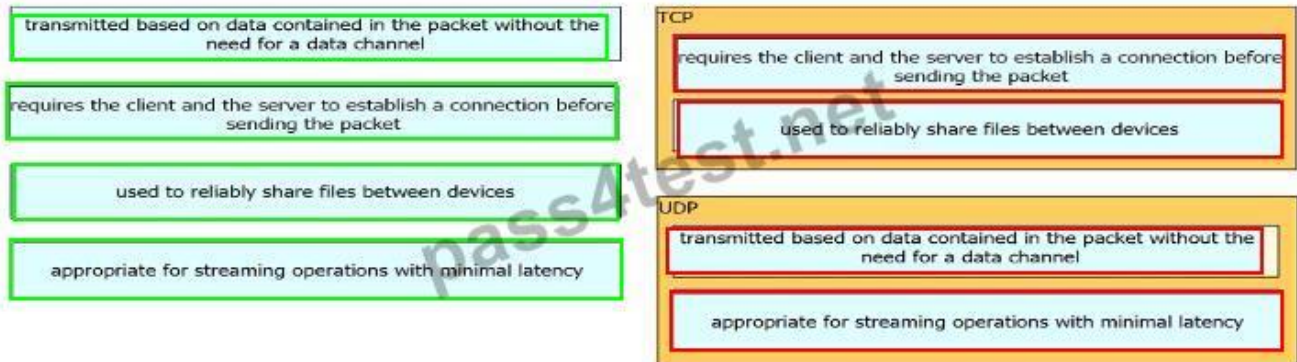 transmitted based on data contained in the packet without the
need for a data channel
requires the client and the server to establish a connection before
sending the packet
used to reliably share files between devices
appropriate for streaming operations with minimal latency
TCP
requires the client and the server to establish a connection before
sending the packet
used to reliably share files between devices
UDP
transmitted based on data contained in the packet without the
need for a data channel
appropriate for streaming operations with minimal latency
pass4test.net